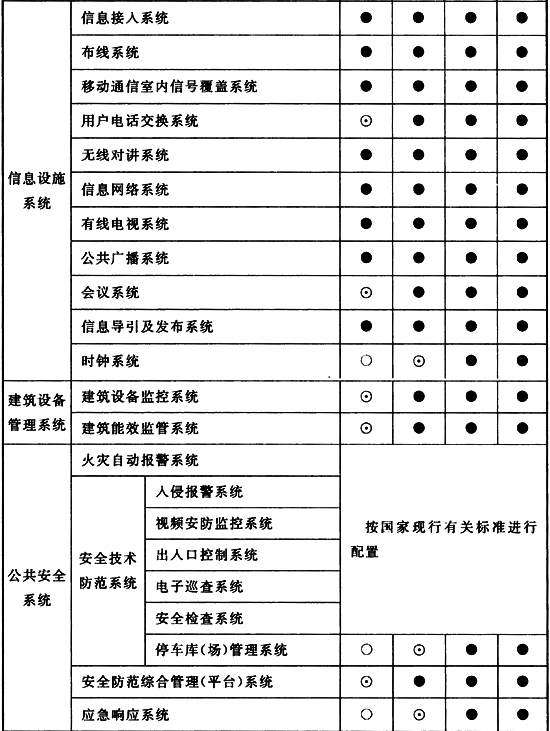 信息接入系统 ● ● ● ●
布线系统 ● ● ● ●
移动通信室内信号覆盖系统 ● ● ● ●
用户电话交换系统 ⊙ ● ● ●
无线对讲系统 ● ● ● ●
信息设施
系统
信息网络系统 ● ● ● ●
有线电视系统 ● ● ● ●
公共广播系统 ● ● ● ●
会议系统 ⊙ ● ● ●
信息导引及发布系统 ● ● ● ●
时钟系统 ○ ⊙ ● ●
建筑设备
管理系统
建筑设备监控系统 ⊙ ● ● ●
建筑能效监管系统 ⊙ ● ● ●
公共安全
系统
火灾自动报警系统
安全技术
防范系统
入侵报警系统
视频安防监控系统
出入口控制系统
电子巡查系统
安全检查系统
按国家现行有关标准进行
配置
停车库(场)管理系统 ○ ⊙ ● ●
安全防范综合管理(平台)系统 ⊙ ● ● ●
应急响应系统 ○ ⊙ ● ●